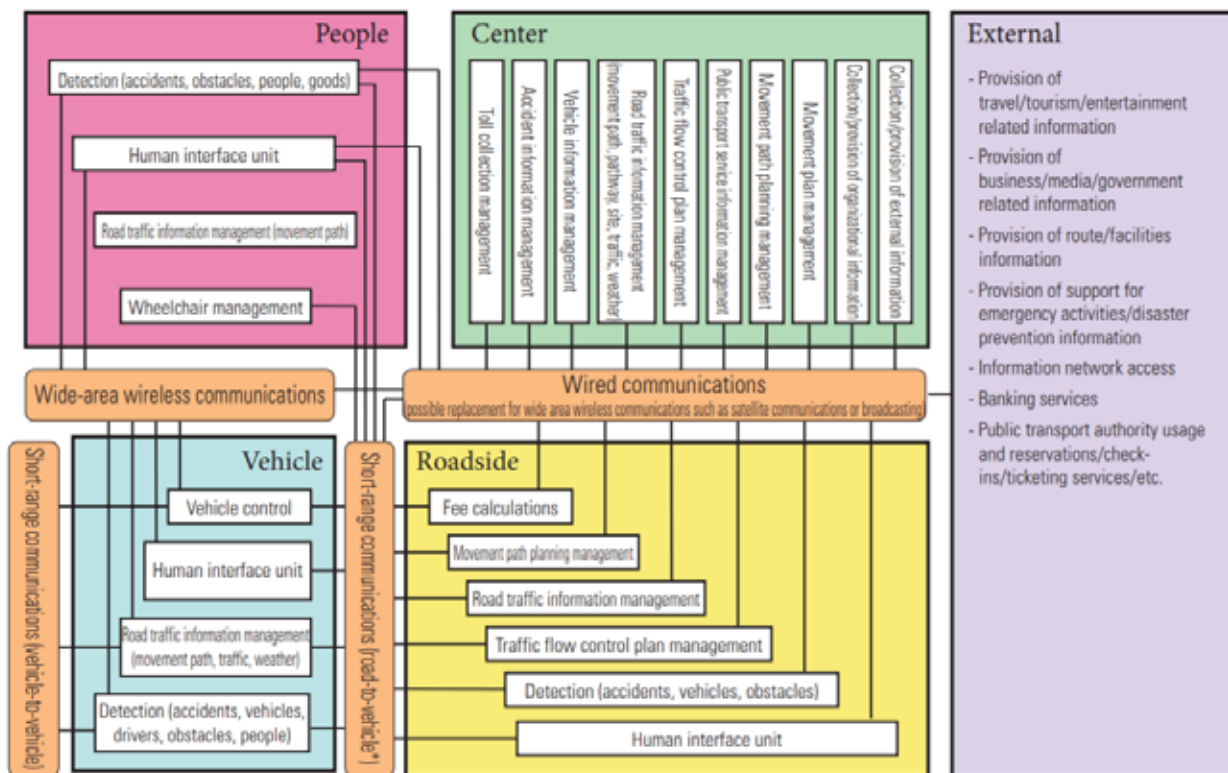 People
Detection (accidents, obstacles, people, goods)
Human interface unit
Road traffic information management (movement path)
Wheelchair management
Center
Toll collection management
Accident information management
Vehicle information management
Road traffic information management
(movement path, pathway, site, traffic, weather)
Traffic flow control plan management
Public transport service information management
Movement path planning management
Movement plan management
Collection/provision of organizational information
Collection/provision of external information
External
- Provision of
travel/tourism/entertainment
related information
- Provision of
business/media/government
related information
- Provision of route/facilities
information
- Provision of support for
emergency activities/disaster
prevention information
- Information network access
- Banking services
- Public transport authority usage
and reservations/check-
ins/ticketing services/etc.
Wide-area wireless communications
Wired communications
possible replacement for wide area wireless communications such as satellite communications or broadcasting
Short-range communications (vehicle-to-vehicle)
Vehicle
Vehicle control
Human interface unit
Road traffic information management
(movement path, traffic, weather)
Detection (accidents, vehicles,
drivers, obstacles, people)
Short-range communications (road-to-vehicle*)
Roadside
Fee calculations
Movement path planning management
Road traffic information management
Traffic flow control plan management
Detection (accidents, vehicles, obstacles)
Human interface unit